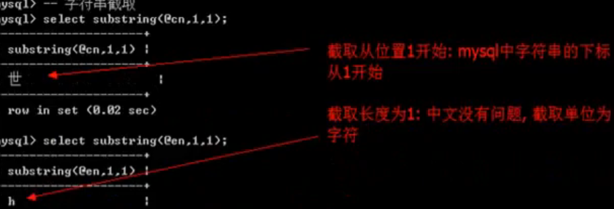 mysql> -- 字符串截取
mysql> select substring(@cn,1,1);
substring(@cn,1,1)
世
row in set (0.02 sec)
mysql> select substring(@en,1,1);
substring(@en,1,1)
h
截取从位置1开始: mysql中字符串的下标
从1开始
截取长度为1: 中文没有问题, 截取单位为
字符